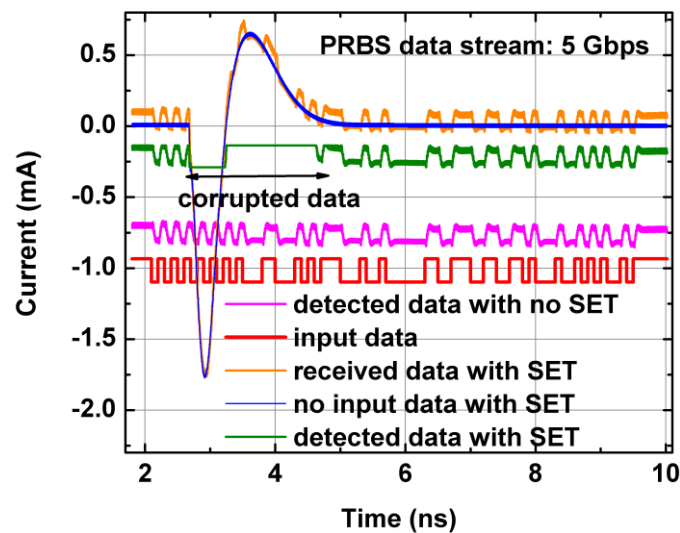 PRBS data stream: 5 Gbps
0.5
0.0
-0.5
-1.0
-1.5
-2.0
Current (mA)
corrupted data
detected data with no SET
input data
received data with SET
no input data with SET
detected data with SET
2 4 6 8 10
Time (ns)